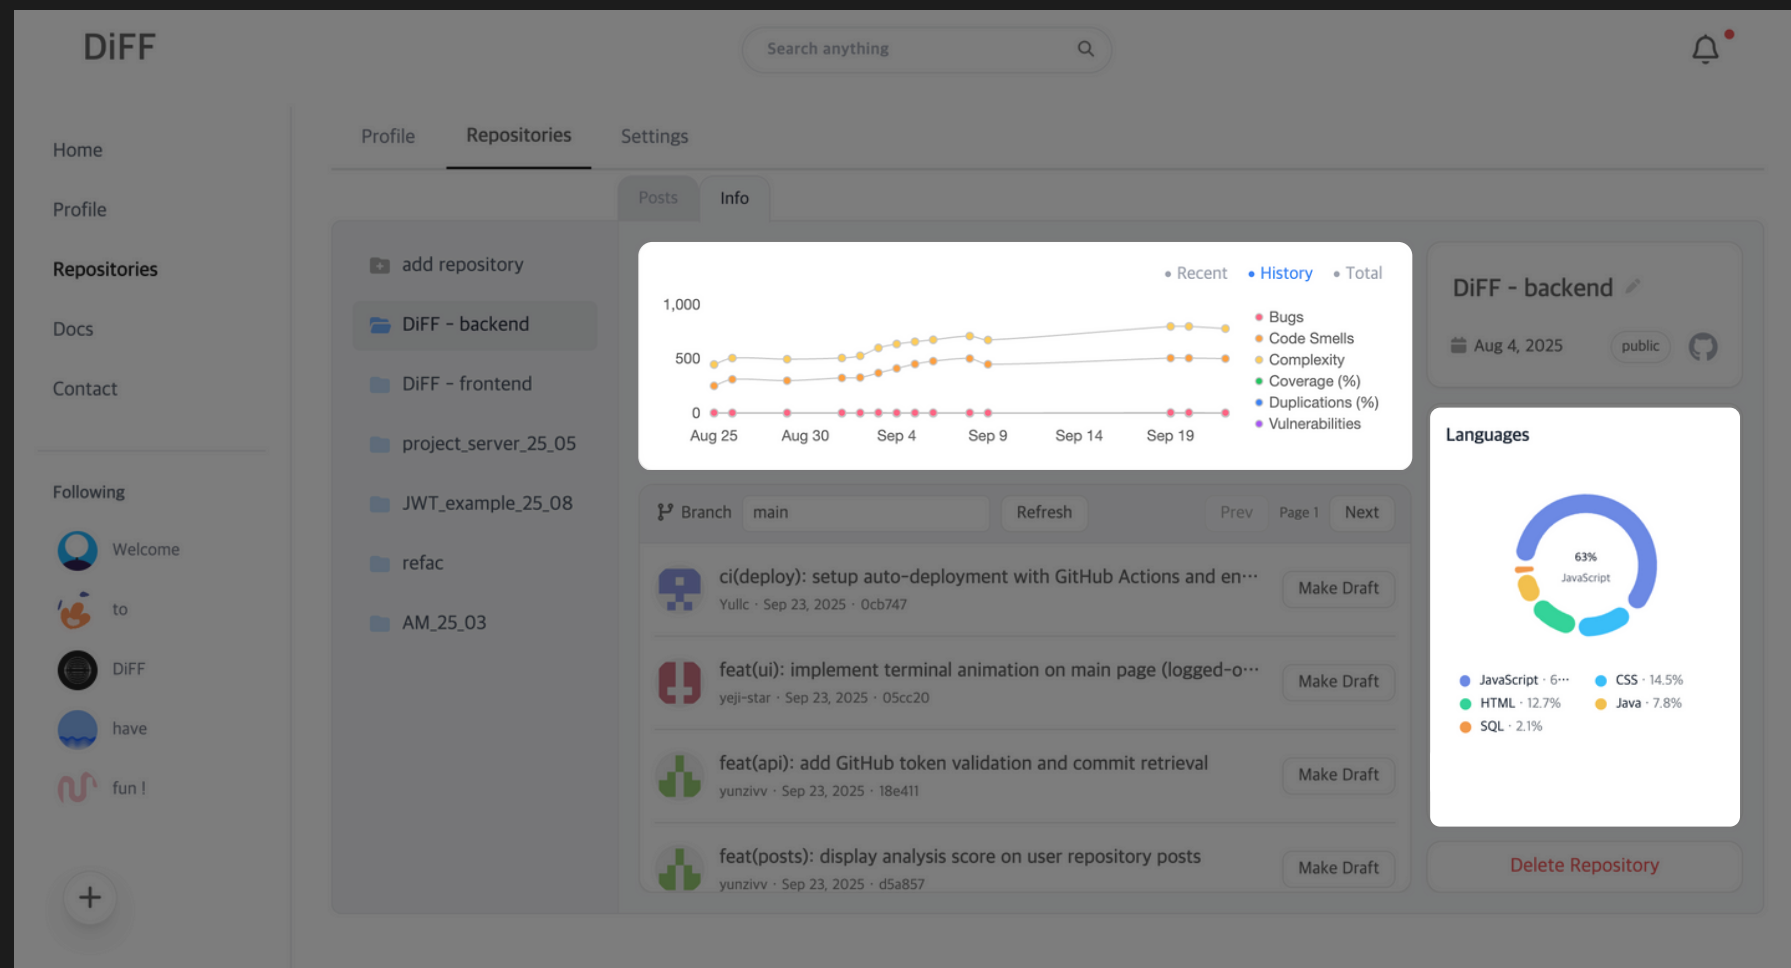 DiFF
Search anything
Home
Profile
Repositories
Docs
Contact
Following
Welcome
to
DiFF
have
fun !
+
Profile
Repositories
Settings
Posts
Info
add repository
DiFF - backend
DiFF - frontend
project_server_25_05
JWT_example_25_08
refac
AM_25_03
Recent
History
Total
1,000
500
0
Aug 25
Aug 30
Sep 4
Sep 9
Sep 14
Sep 19
Bugs
Code Smells
Complexity
Coverage (%)
Duplications (%)
Vulnerabilities
Branch
main
Refresh
Prev
Page 1
Next
ci(deploy): setup auto-deployment with GitHub Actions and en···
Yullc · Sep 23, 2025 · 0cb747
Make Draft
feat(ui): implement terminal animation on main page (logged-o···
yeji-star · Sep 23, 2025 · 05cc20
Make Draft
feat(api): add GitHub token validation and commit retrieval
yunzivv · Sep 23, 2025 · 18e411
Make Draft
feat(posts): display analysis score on user repository posts
yunzivv · Sep 23, 2025 · d5a857
Make Draft
DiFF - backend
Aug 4, 2025
public
Languages
63%
JavaScript
JavaScript · 6···
CSS · 14.5%
HTML · 12.7%
Java · 7.8%
SQL · 2.1%
Delete Repository